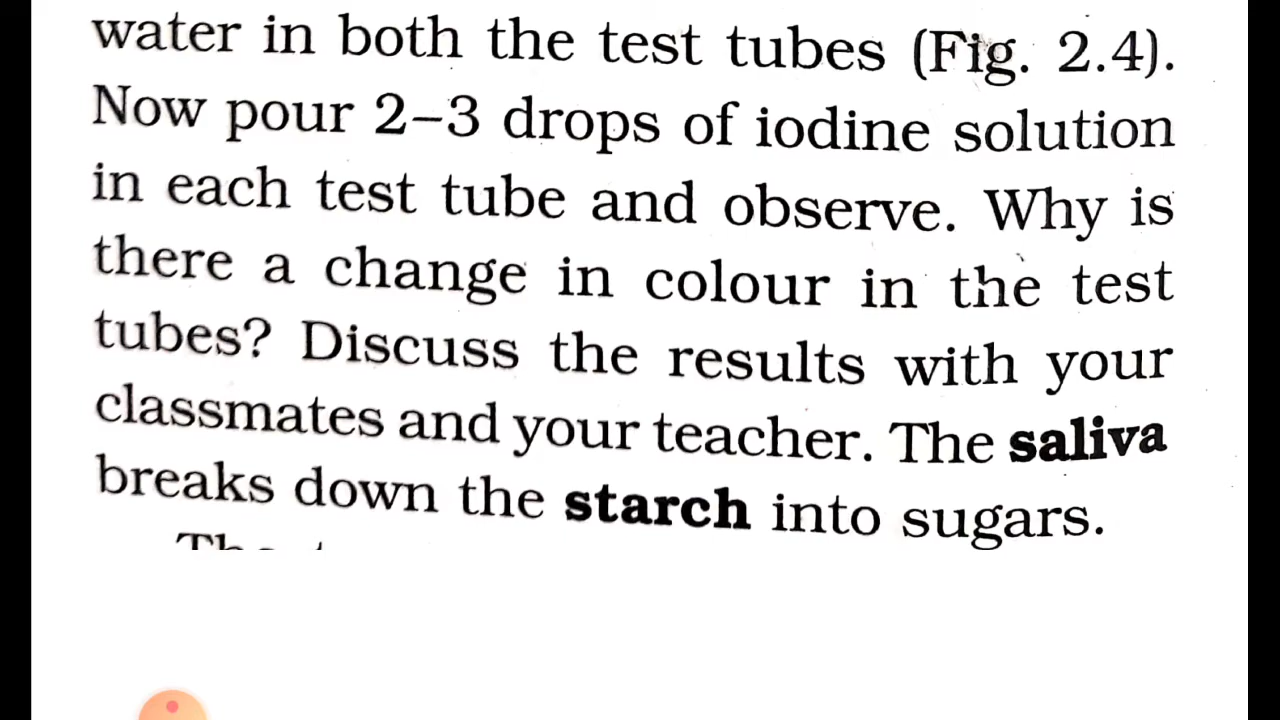 water in both the test tubes (Fig. 2.4).
Now pour 2–3 drops of iodine solution
in each test tube and observe. Why is
there a change in colour in the test
tubes? Discuss the results with your
classmates and your teacher. The saliva
breaks down the starch into sugars.